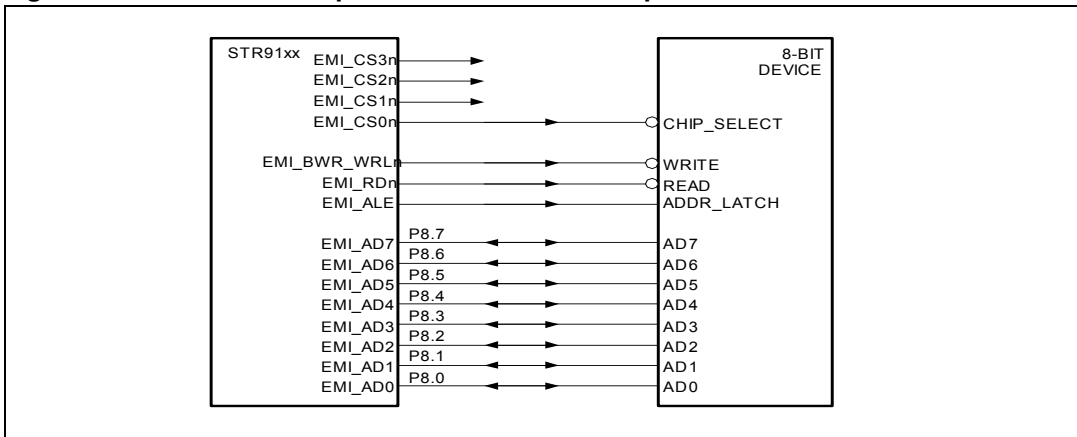 STR91xx
8-BIT
DEVICE
EMI_CS3n
EMI_CS2n
EMI_CS1n
EMI_CS0n
CHIP_SELECT
EMI_BWR_WRLn
WRITE
EMI_RDn
READ
EMI_ALE
ADDR_LATCH
EMI_AD7 P8.7 AD7
EMI_AD6 P8.6 AD6
EMI_AD5 P8.5 AD5
EMI_AD4 P8.4 AD4
EMI_AD3 P8.3 AD3
EMI_AD2 P8.2 AD2
EMI_AD1 P8.1 AD1
EMI_AD0 P8.0 AD0